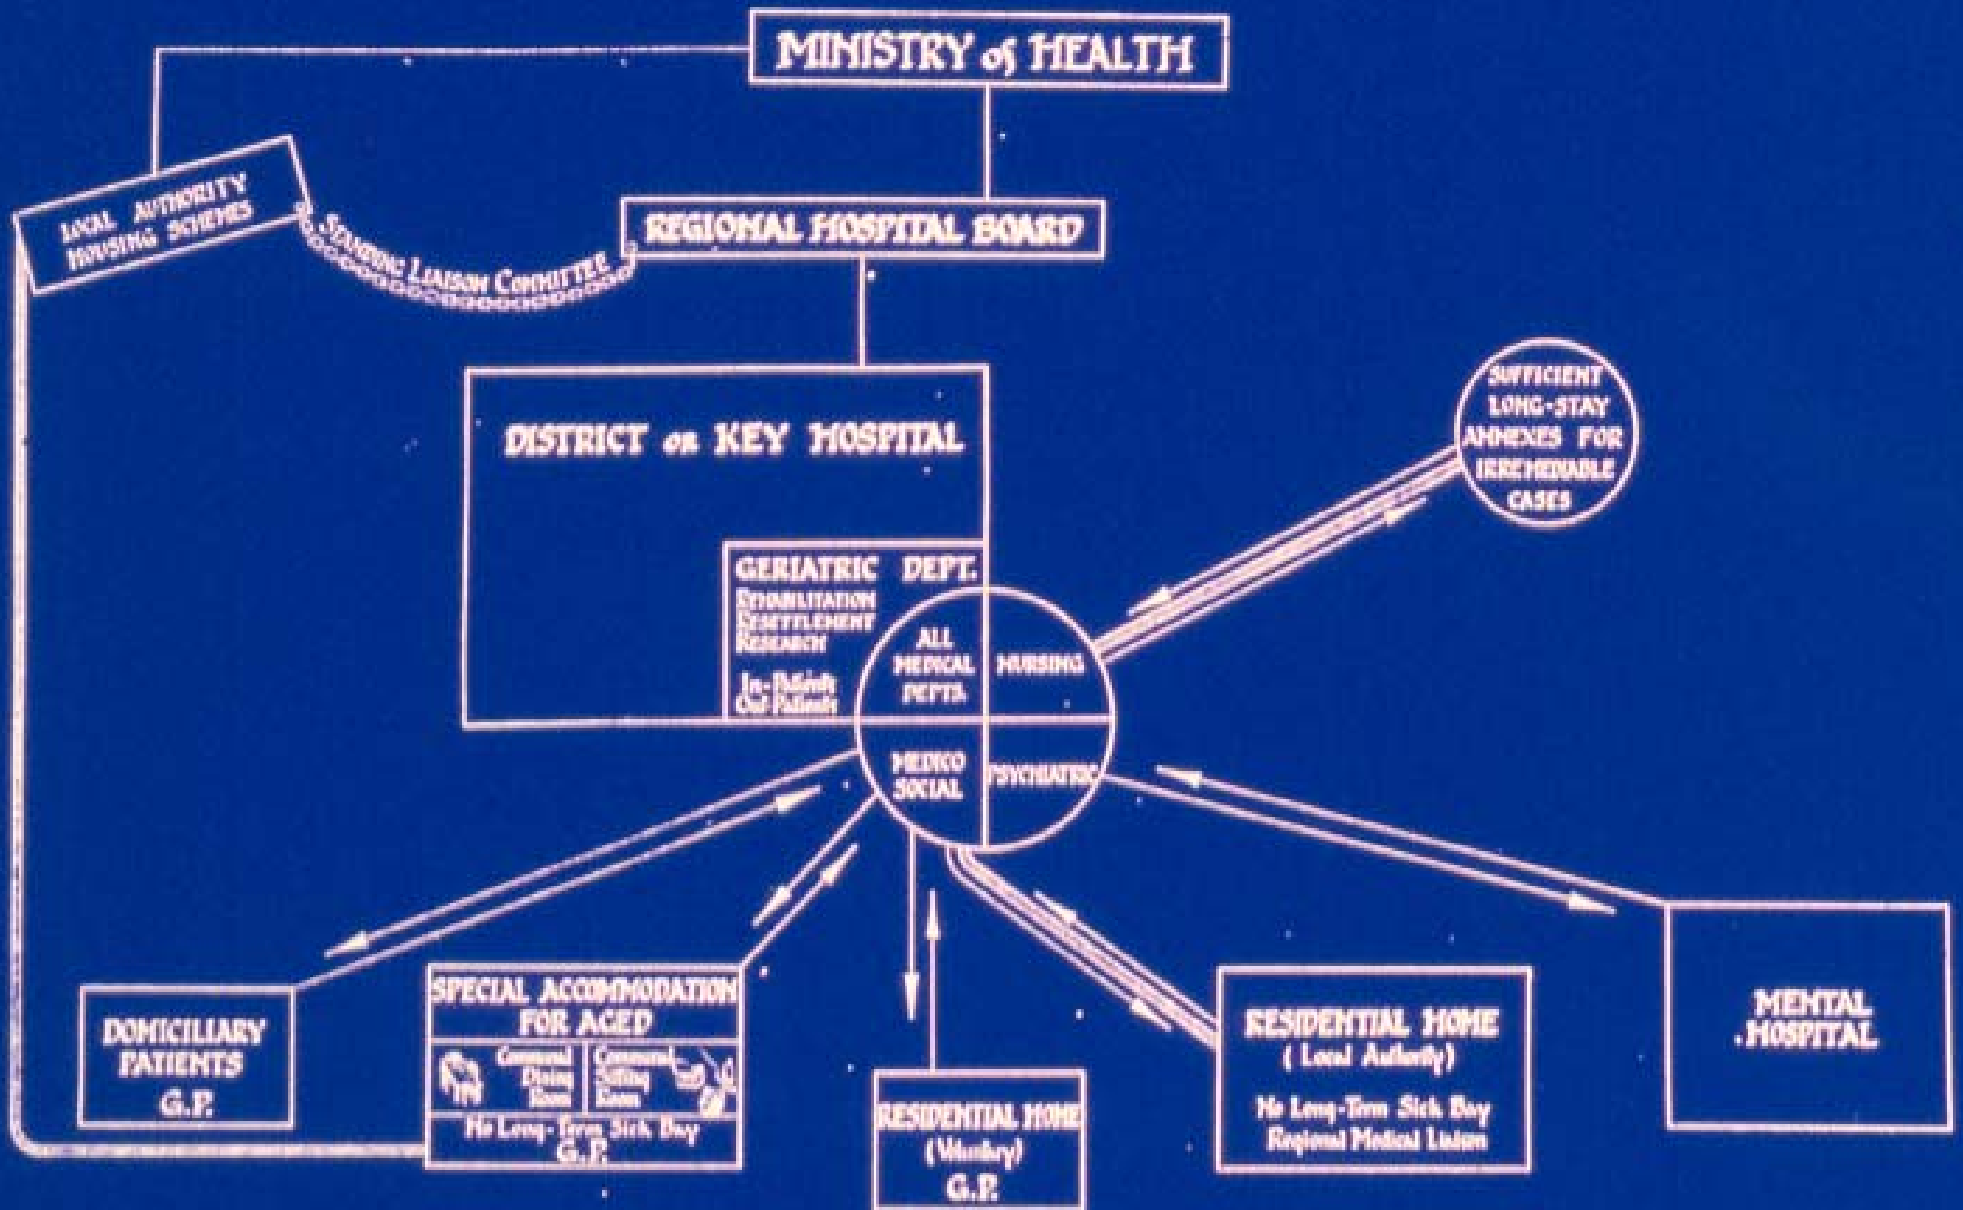 MINISTRY of HEALTH
LOCAL AUTHORITY
HOUSING SCHEMES
STANDING LIAISON COMMITTEE
REGIONAL HOSPITAL BOARD
DISTRICT OR KEY HOSPITAL
SUFFICIENT
LONG-STAY
ANNEXES FOR
IRREMEDIABLE
CASES
GERIATRIC DEPT.
REHABILITATION
RESETTLEMENT
RESEARCH
In-Patients
Out-Patients
ALL
MEDICAL
DEPTS.
NURSING
MEDICO
SOCIAL
PSYCHIATRIC
DOMICILIARY
PATIENTS
G.P.
SPECIAL ACCOMMODATION
FOR AGED
Communal
Dining
Room
Communal
Sitting
Room
No Long-Term Sick Bay
G.P.
RESIDENTIAL HOME
(Voluntary)
G.P.
RESIDENTIAL HOME
(Local Authority)
No Long-Term Sick Bay
Regional Medical Liaison
MENTAL
HOSPITAL